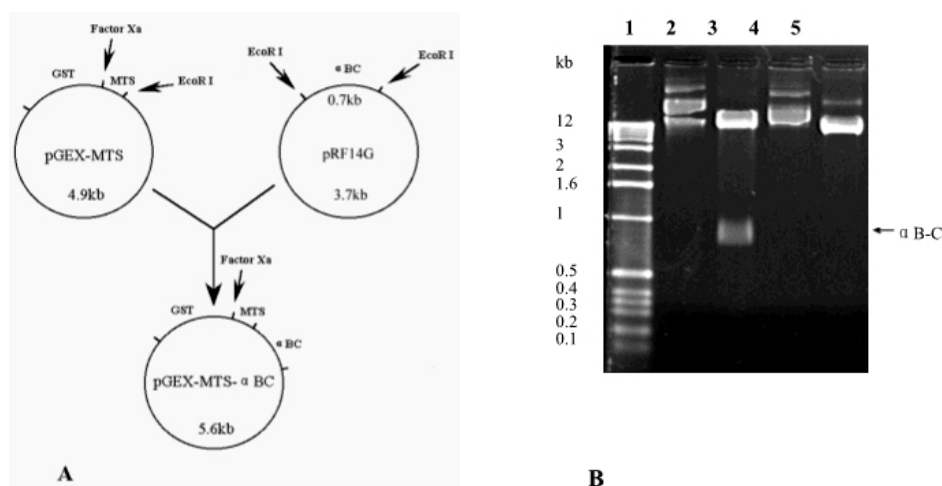 Factor Xa
GST
MTS
EcoR I
pGEX-MTS
4.9kb
EcoR I
α BC
EcoR I
0.7kb
pRF14G
3.7kb
Factor Xa
GST
MTS
α BC
pGEX-MTS-α BC
5.6kb
A
1 2 3 4 5
kb
12
3
2
1.6
1
α B-C
0.5
0.4
0.3
0.2
0.1
B